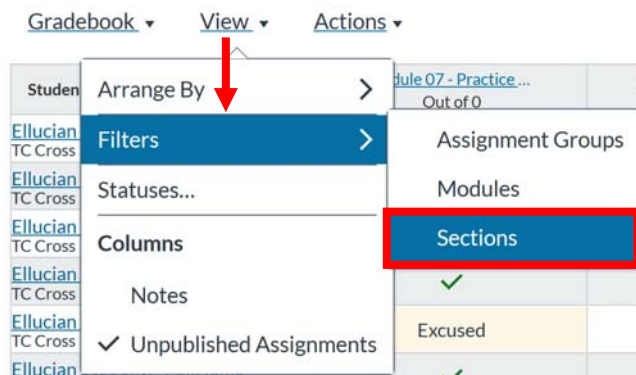 Gradebook View Actions
Studen
Arrange By
dule 07 - Practice ...
Out of 0
Ellucian
TC Cross
Filters
Assignment Groups
Ellucian
TC Cross
Statuses...
Modules
Ellucian
TC Cross
Columns
Sections
Ellucian
TC Cross
Notes
Ellucian
TC Cross
Unpublished Assignments
Excused
Ellucian